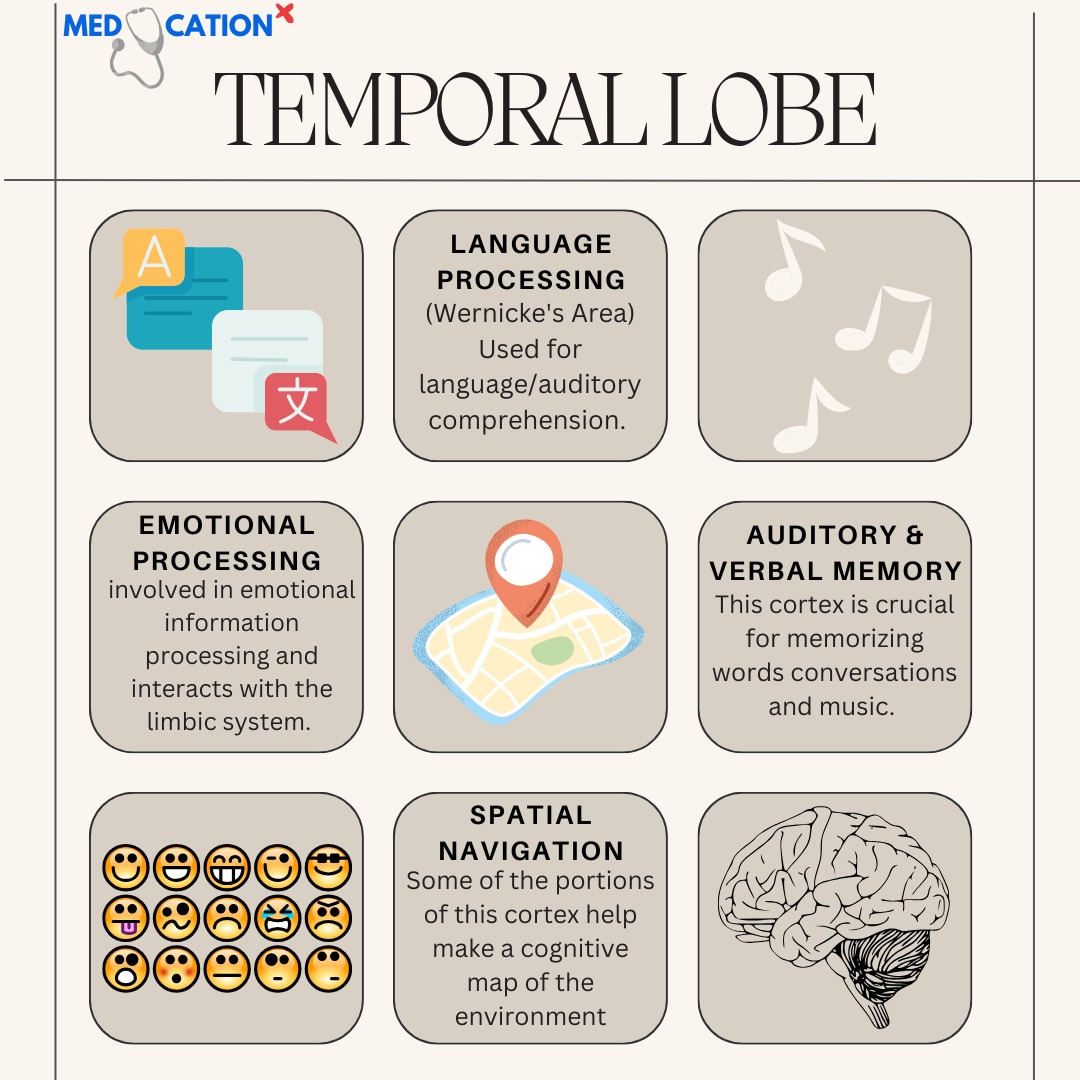 MED CATION
TEMPORAL LOBE
A
文
LANGUAGE
PROCESSING
(Wernicke's Area)
Used for
language/auditory
comprehension.
EMOTIONAL
PROCESSING
involved in emotional
information
processing and
interacts with the
limbic system.
AUDITORY &
VERBAL MEMORY
This cortex is crucial
for memorizing
words conversations
and music.
SPATIAL
NAVIGATION
Some of the portions
of this cortex help
make a cognitive
map of the
environment